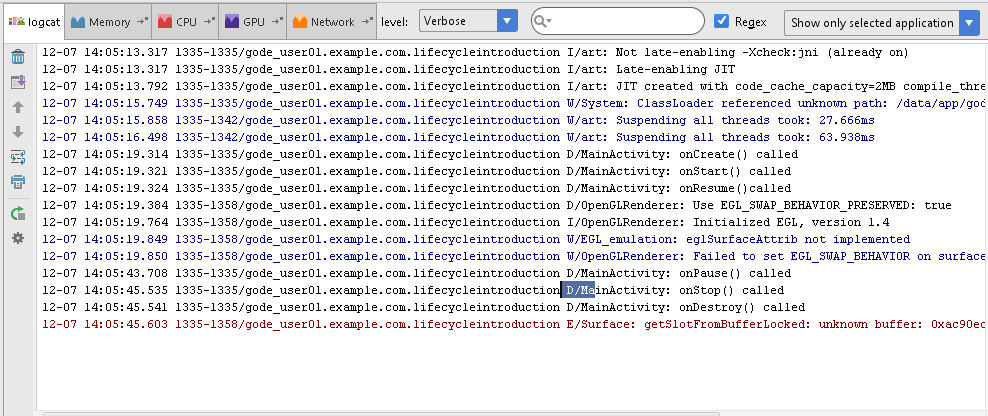 logcat Memory CPU GPU Network level: Verbose Regex Show only selected application
12-07 14:05:13.317 1335-1335/gode_user01.example.com.lifecycleintroduction I/art: Not late-enabling -Xcheck:jni (already on)
12-07 14:05:13.317 1335-1335/gode_user01.example.com.lifecycleintroduction I/art: Late-enabling JIT
12-07 14:05:13.792 1335-1335/gode_user01.example.com.lifecycleintroduction I/art: JIT created with code_cache_capacity=2MB compile_thre
12-07 14:05:15.749 1335-1335/gode_user01.example.com.lifecycleintroduction W/System: ClassLoader referenced unknown path: /data/app/god
12-07 14:05:15.858 1335-1342/gode_user01.example.com.lifecycleintroduction W/art: Suspending all threads took: 27.666ms
12-07 14:05:16.498 1335-1342/gode_user01.example.com.lifecycleintroduction W/art: Suspending all threads took: 63.938ms
12-07 14:05:19.314 1335-1335/gode_user01.example.com.lifecycleintroduction D/MainActivity: onCreate() called
12-07 14:05:19.321 1335-1335/gode_user01.example.com.lifecycleintroduction D/MainActivity: onStart() called
12-07 14:05:19.324 1335-1335/gode_user01.example.com.lifecycleintroduction D/MainActivity: onResume()called
12-07 14:05:19.384 1335-1358/gode_user01.example.com.lifecycleintroduction D/OpenGLRenderer: Use EGL_SWAP_BEHAVIOR_PRESERVED: true
12-07 14:05:19.764 1335-1358/gode_user01.example.com.lifecycleintroduction I/OpenGLRenderer: Initialized EGL, version 1.4
12-07 14:05:19.849 1335-1358/gode_user01.example.com.lifecycleintroduction W/EGL_emulation: eglSurfaceAttrib not implemented
12-07 14:05:19.850 1335-1358/gode_user01.example.com.lifecycleintroduction W/OpenGLRenderer: Failed to set EGL_SWAP_BEHAVIOR on surface
12-07 14:05:43.708 1335-1335/gode_user01.example.com.lifecycleintroduction D/MainActivity: onPause() called
12-07 14:05:45.535 1335-1335/gode_user01.example.com.lifecycleintroduction D/MainActivity: onStop() called
12-07 14:05:45.541 1335-1335/gode_user01.example.com.lifecycleintroduction D/MainActivity: onDestroy() called
12-07 14:05:45.603 1335-1358/gode_user01.example.com.lifecycleintroduction E/Surface: getSlotFromBufferLocked: unknown buffer: 0xac90ec